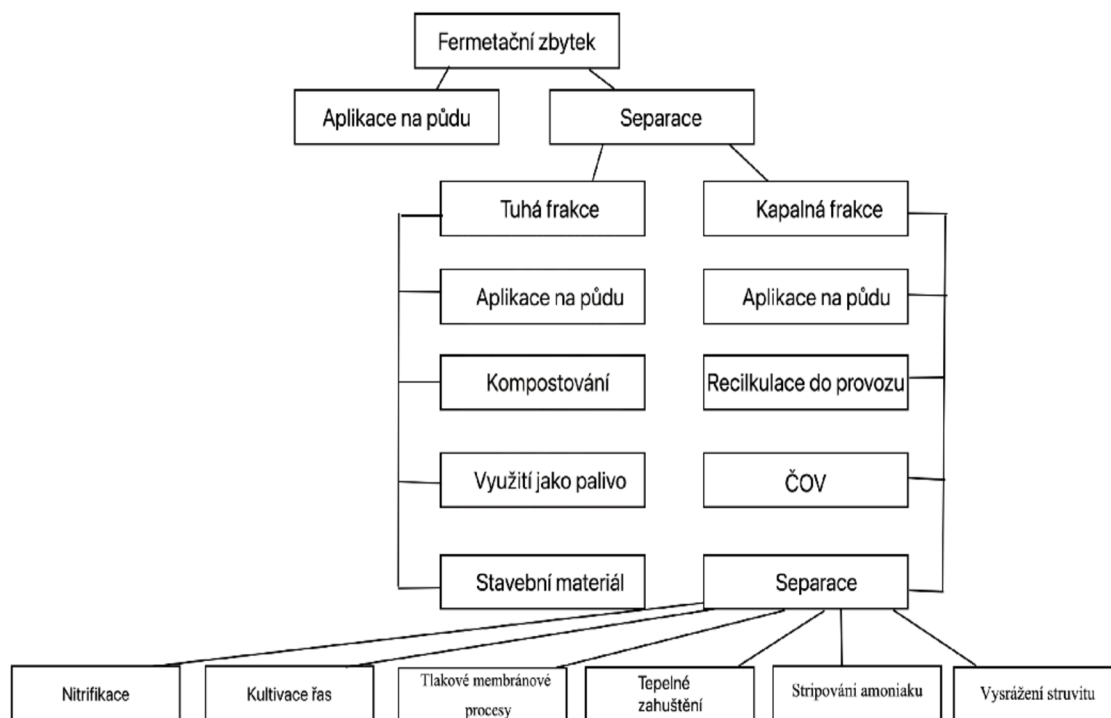 Fermetační zbytek
Aplikace na půdu
Separace
Tuhá frakce
Kapalná frakce
Aplikace na půdu
Aplikace na půdu
Kompostování
Recilkulace do provozu
Využití jako palivo
ČOV
Stavební materiál
Separace
Nitrifikace
Kultivace řas
Tlakové membránové
procesy
Tepelné
zahuštění
Stripování amoniaku
Vysrážení struvitu